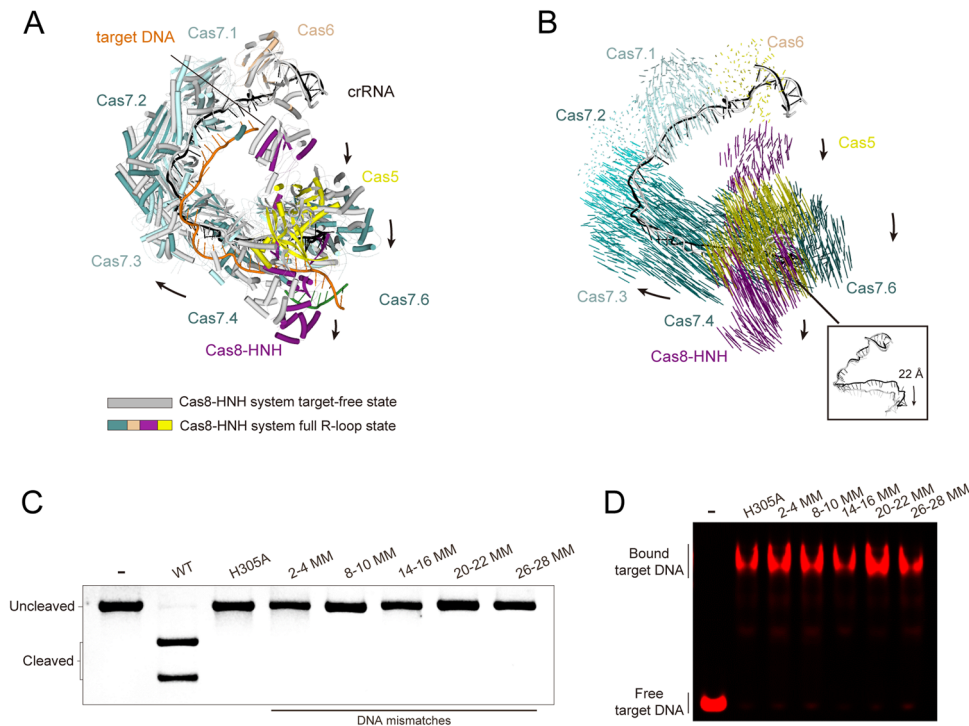 A
target DNA
Cas7.1
Cas6
crRNA
Cas7.2
Cas5
Cas7.3
Cas7.4
Cas7.6
Cas8-HNH
Cas8-HNH system target-free state
Cas8-HNH system full R-loop state
B
Cas7.1
Cas6
Cas7.2
Cas5
Cas7.3
Cas7.6
Cas7.4
Cas8-HNH
22 Å
C
-
WT
H305A
2-4 MM
8-10 MM
14-16 MM
20-22 MM
26-28 MM
Uncleaved
Cleaved
DNA mismatches
D
-
H305A
2-4 MM
8-10 MM
14-16 MM
20-22 MM
26-28 MM
Bound
target DNA
Free
target DNA